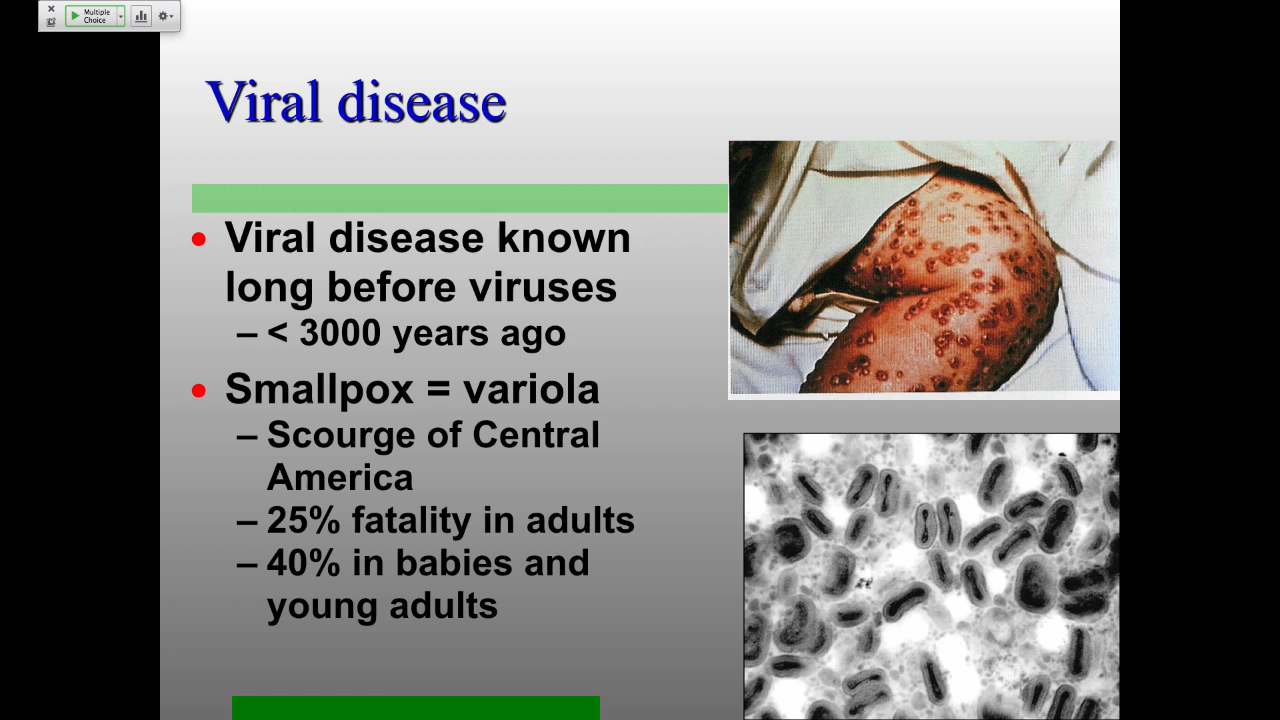 Multiple
Choice
Viral disease
• Viral disease known
long before viruses
– < 3000 years ago
• Smallpox = variola
– Scourge of Central
America
– 25% fatality in adults
– 40% in babies and
young adults